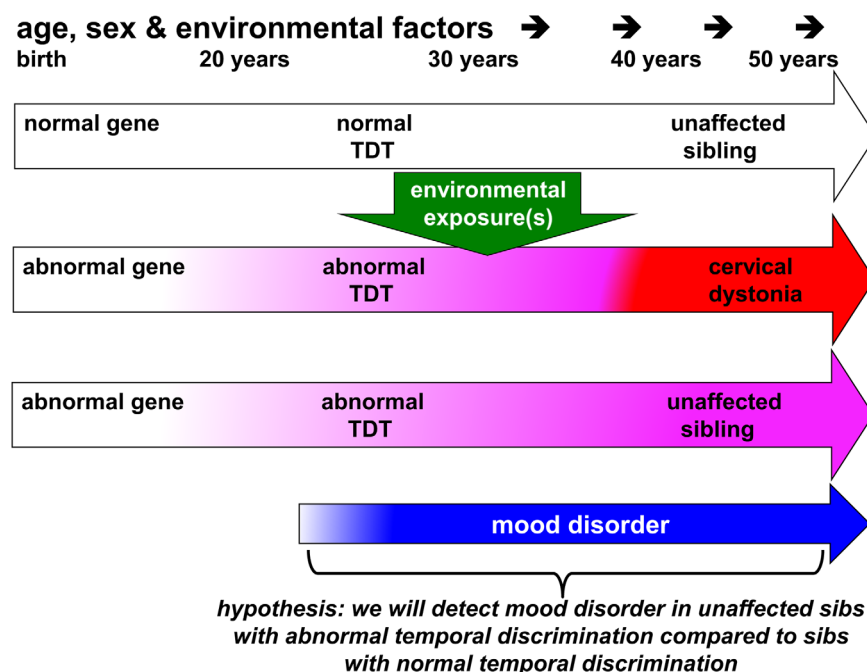 age, sex & environmental factors
birth 20 years 30 years 40 years 50 years
normal gene normal TDT unaffected sibling
environmental
exposure(s)
abnormal gene abnormal TDT cervical dystonia
abnormal gene abnormal TDT unaffected sibling
mood disorder
hypothesis: we will detect mood disorder in unaffected sibs
with abnormal temporal discrimination compared to sibs
with normal temporal discrimination